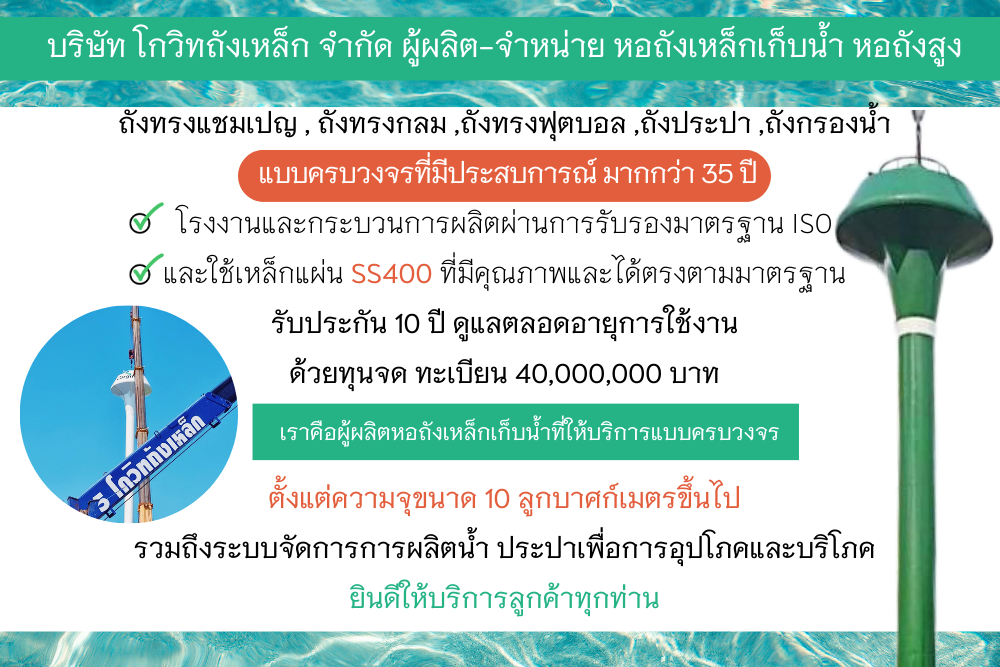 บริษัท โกวิทถังเหล็ก จำกัด ผู้ผลิต-จำหน่าย หอถังเหล็กเก็บน้ำ หอถังสูง
ถังทรงแชมเปญ , ถังทรงกลม ,ถังทรงฟุตบอล ,ถังประปา ,ถังกรองน้ำ
แบบครบวงจรที่มีประสบการณ์ มากกว่า 35 ปี
โรงงานและกระบวนการผลิตผ่านการรับรองมาตรฐาน ISO
และใช้เหล็กแผ่น SS400 ที่มีคุณภาพและได้ตรงตามมาตรฐาน
รับประกัน 10 ปี ดูแลตลอดอายุการใช้งาน
ด้วยทุนจด ทะเบียน 40,000,000 บาท
เราคือผู้ผลิตหอถังเหล็กเก็บน้ำที่ให้บริการแบบครบวงจร
โกวิทถังเหล็ก
ตั้งแต่ความจุขนาด 10 ลูกบาศก์เมตรขึ้นไป
รวมถึงระบบจัดการการผลิตน้ำ ประปาเพื่อการอุปโภคและบริโภค
ยินดีให้บริการลูกค้าทุกท่าน